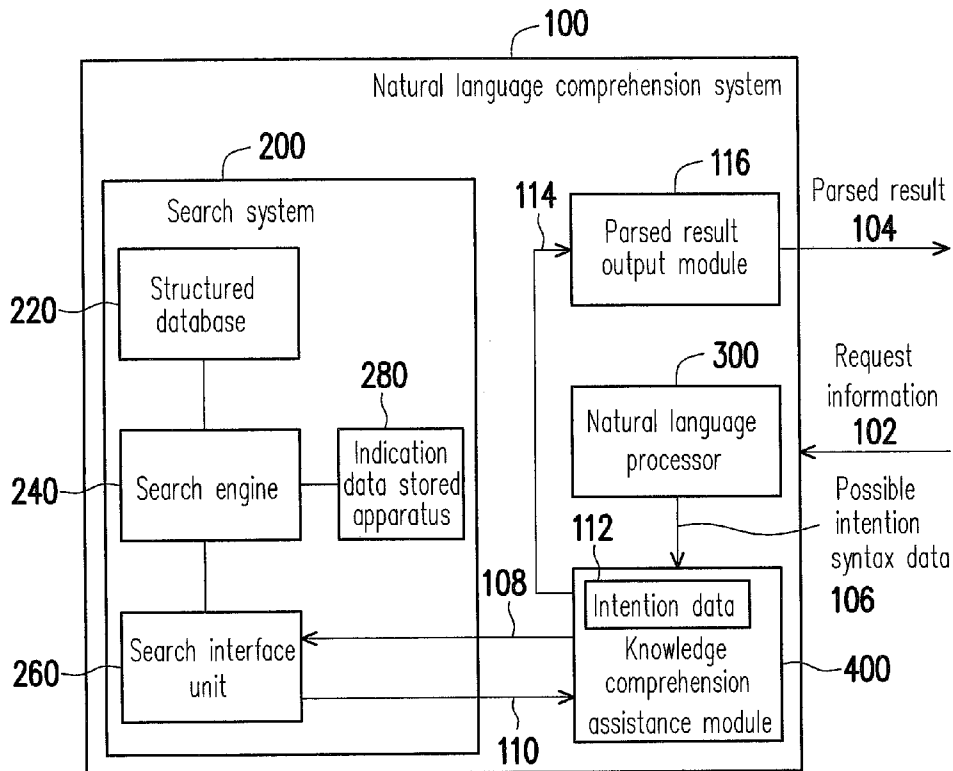 100
Natural language comprehension system
200
Search system
220
Structured
database
280
240
Search engine
Indication
data stored
apparatus
260
Search interface
unit
108
110
114
116
Parsed result
output module
Parsed result
104
300
Natural language
processor
Request
information
102
Possible
intention
syntax data
106
112
Intention data
Knowledge
comprehension
assistance module
400